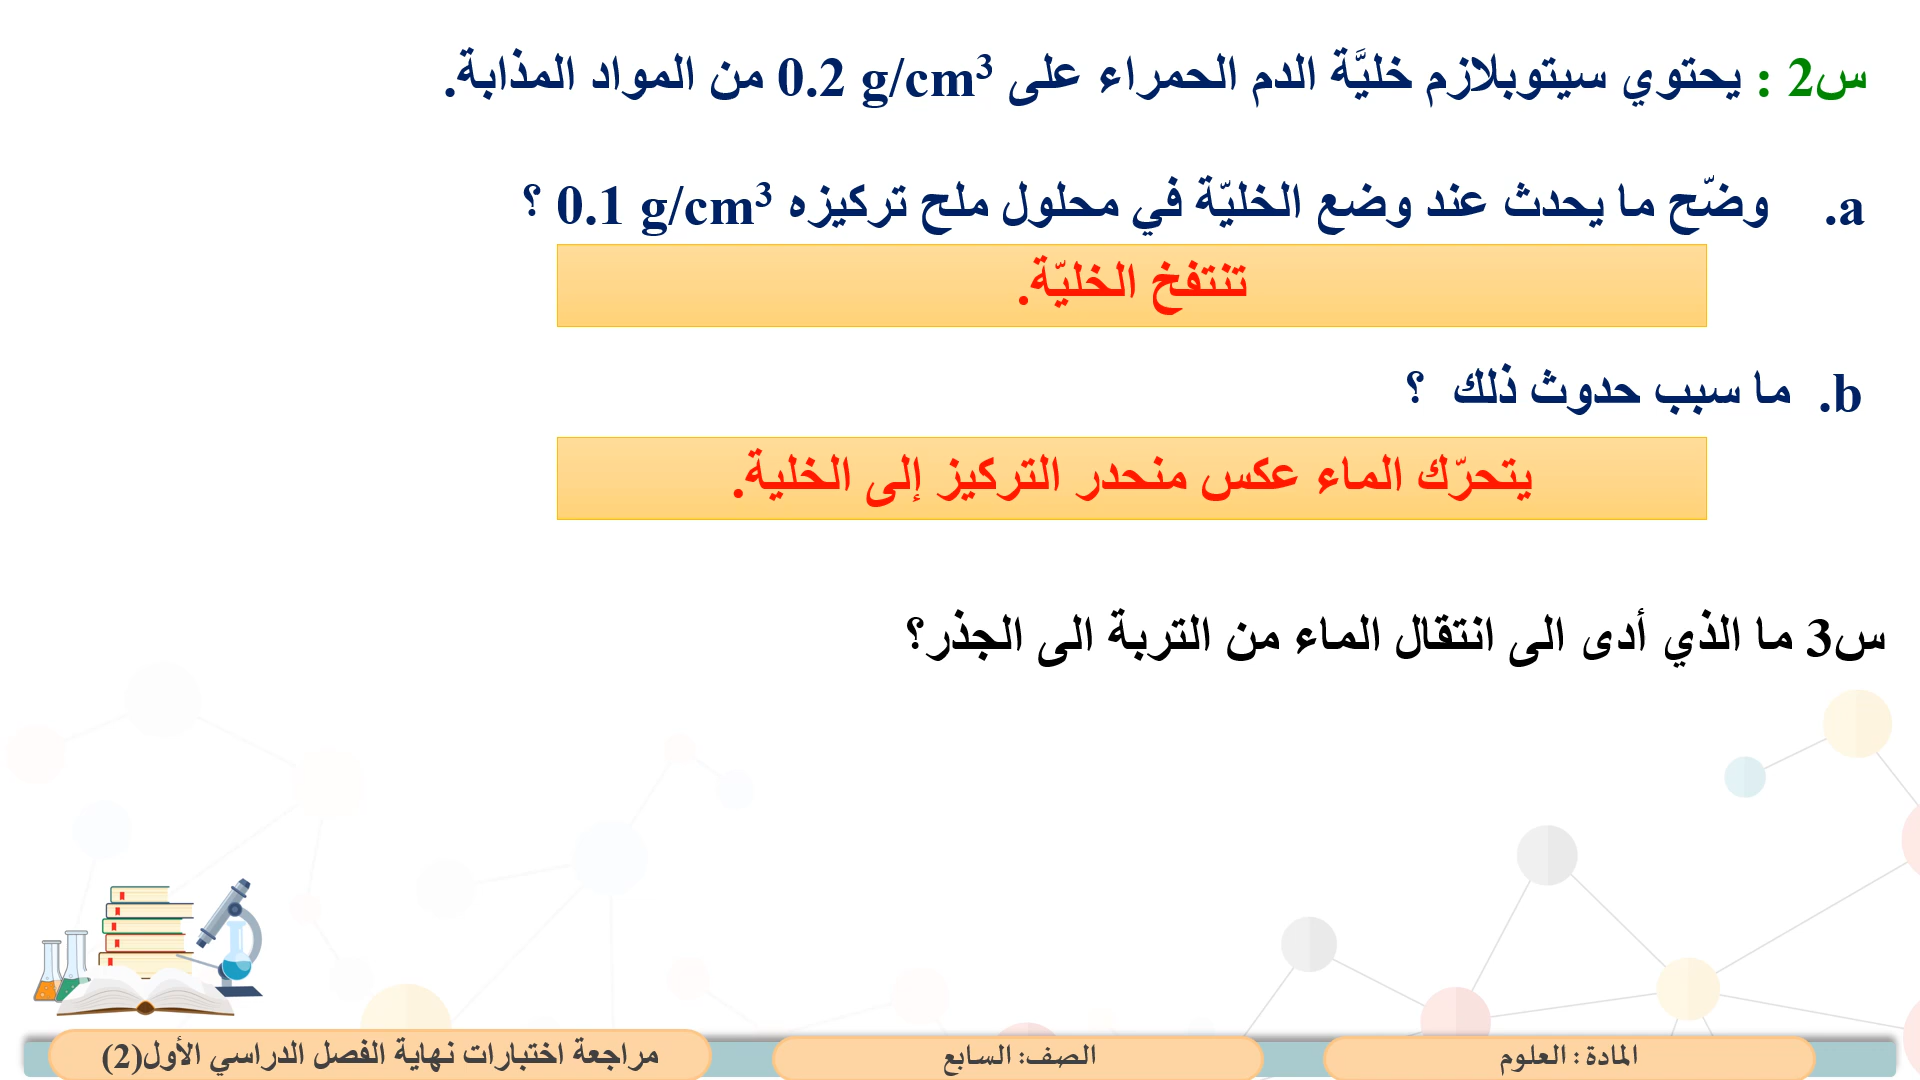 س2 : يحتوي سيتوبلازم خليَّة الدم الحمراء على 0.2 g/cm³ من المواد المذابة.
a. وضّح ما يحدث عند وضع الخليّة في محلول ملح تركيزه 0.1 g/cm³ ؟
تنتفخ الخليّة.
b. ما سبب حدوث ذلك ؟
يتحرّك الماء عكس منحدر التركيز إلى الخلية.
س3 ما الذي أدى الى انتقال الماء من التربة الى الجذر؟
المادة : العلوم
الصف: السابع
مراجعة اختبارات نهاية الفصل الدراسي الأول(2)